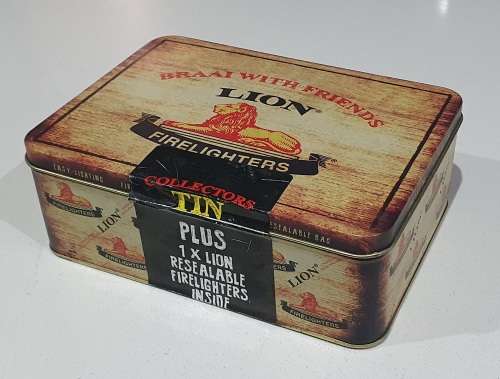 BRAAI WITH FRIENDS
LION®
FIRELIGHTERS
COLLECTORS
TIN
PLUS
1 X LION
RESEALABLE
FIRELIGHTERS
INSIDE
EASY-LIGHTING
RESEALABLE BAG
LION
FIRELIGHTERS
LION
FIRELIGHTERS